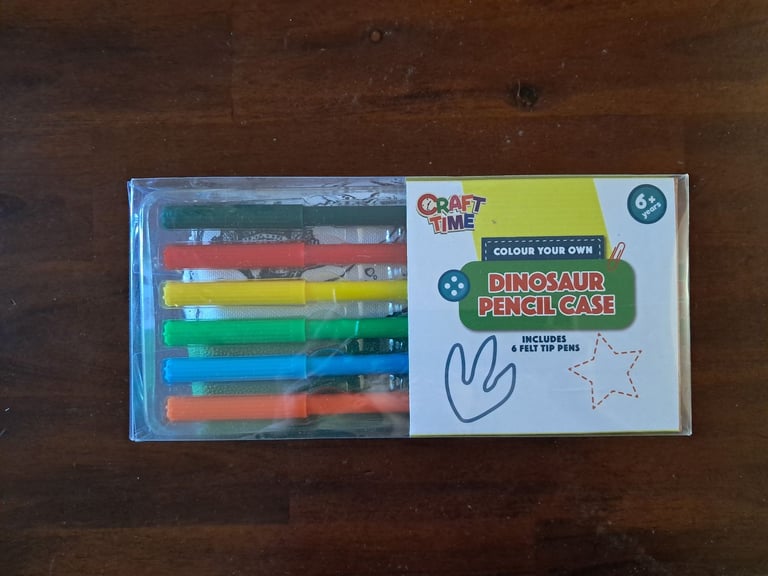 CRAFT
TIME
6+
years
COLOUR YOUR OWN
DINOSAUR
PENCIL CASE
INCLUDES
6 FELT TIP PENS